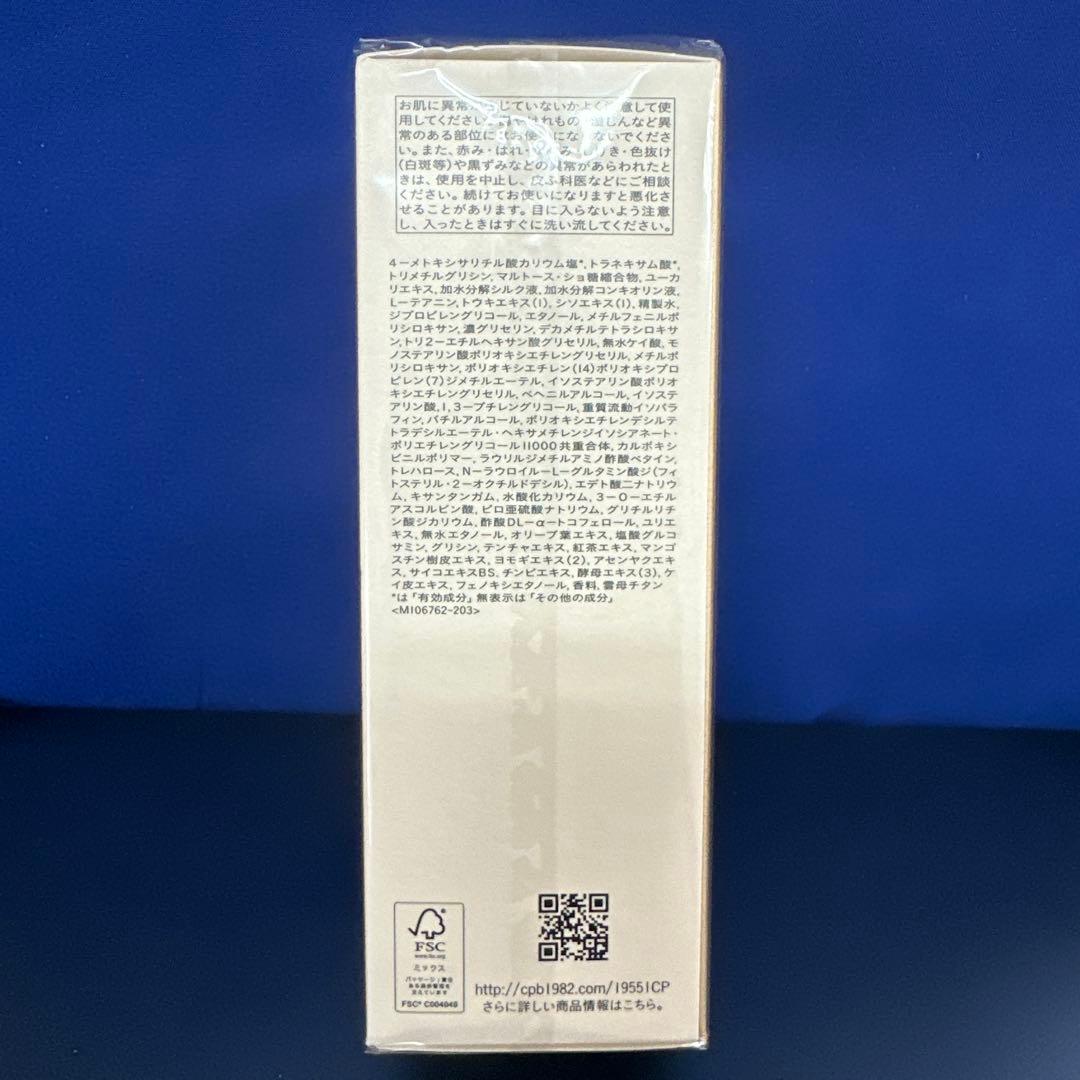 お肌に異常が生じていないかよく注意して使
用してください。傷やはれもの・湿しんなど異
常のある部位にはお使いにならないでくださ
い。また、赤み・はれ・かゆみ・刺激・色抜け
(白斑等)や黒ずみなどの異常があらわれたと
きは、使用を中止し、皮ふ科医などにご相談
ください。続けてお使いになりますと悪化さ
せることがあります。目に入らないよう注意
し、入ったときはすぐに洗い流してください。
4－メトキシサリチル酸カリウム塩*, トラネキサム酸*,
トリメチルグリシン, マルトース・ショ糖縮合物, ユーカ
リエキス, 加水分解シルク液, 加水分解コンキオリン液,
L－テアニン, トウキエキス(1), シソエキス(1), 精製水,
ジプロピレングリコール, エタノール, メチルフェニルポ
リシロキサン, 濃グリセリン, デカメチルテトラシロキサ
ン, トリ2－エチルヘキサン酸グリセリル, 無水ケイ酸, モ
ノステアリン酸ポリオキシエチレングリセリル, メチルポ
リシロキサン, ポリオキシエチレン(14)ポリオキシプロ
ピレン(7)ジメチルエーテル, イソステアリン酸ポリオ
キシエチレングリセリル, ベヘニルアルコール, イソステ
アリン酸, 1, 3－ブチレングリコール, 重質流動イソパラ
フィン, バチルアルコール, ポリオキシエチレンデシルテ
トラデシルエーテル・ヘキサメチレンジイソシアネート・
ポリエチレングリコール11000共重合体, カルボキシ
ビニルポリマー, ラウリルジメチルアミノ酢酸ベタイン,
トレハロース, N－ラウロイル－L－グルタミン酸ジ(フィ
トステリル・2－オクチルドデシル), エデト酸二ナトリウ
ム, キサンタンガム, 水酸化カリウム, 3－O－エチル
アスコルビン酸, ピロ亜硫酸ナトリウム, グリチルリチ
ン酸ジカリウム, 酢酸DL－α－トコフェロール, ユリエ
キス, 無水エタノール, オリーブ葉エキス, 塩酸グルコ
サミン, グリシン, テンチャエキス, 紅茶エキス, マンゴ
スチン樹皮エキス, ヨモギエキス(2), アセンヤクエキ
ス, サイコエキスBS, チンピエキス, 酵母エキス(3), ケ
イ皮エキス, フェノキシエタノール, 香料, 雲母チタン
*は「有効成分」無表示は「その他の成分」
<MI06762-203>
FSC
www.fsc.org
ミックス
パッケージ | 責任
ある森林管理を
支えています
FSC® C004048
http://cpb1982.com/19551CP
さらに詳しい商品情報はこちら。